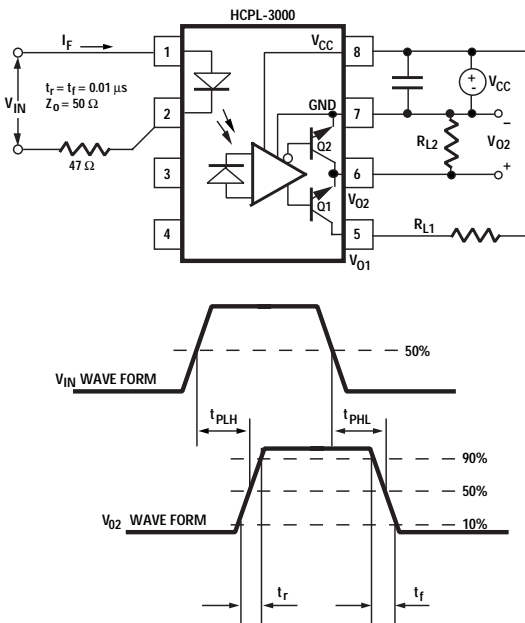 HCPL-3000
I_F
1
V_CC
8
t_r = t_f = 0.01 µs
Z_O = 50 Ω
V_IN
+
-
V_CC
2
GND
7
–
47 Ω
Q2
R_L2
V_O2
3
6
+
V_O2
Q1
4
5
R_L1
V_O1
50%
V_IN WAVE FORM
t_PLH
t_PHL
90%
50%
V_02 WAVE FORM
10%
t_r
t_f